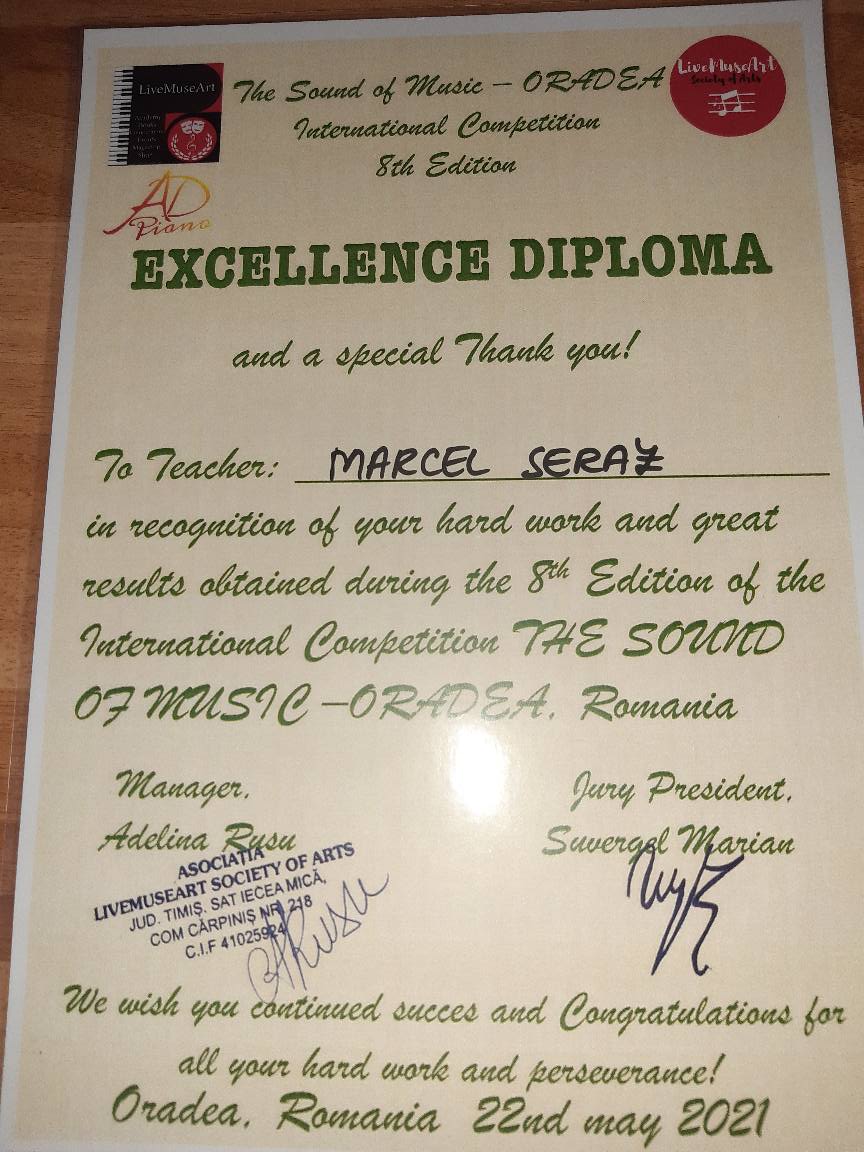 LiveMuseArt
LiveMuseArt
Society of Arts
The Sound of Music – ORADEA
International Competition
8th Edition
AD
Piano
EXCELLENCE DIPLOMA
and a special Thank you!
To Teacher: MARCEL SERAZ
in recognition of your hard work and great
results obtained during the 8th Edition of the
International Competition THE SOUND
OF MUSIC –ORADEA, Romania
Manager,
Adelina Rusu
Jury President,
Suvergel Marian
ASOCIAȚIA
LIVEMUSEART SOCIETY OF ARTS
JUD. TIMIȘ. SAT IECEA MICĂ,
COM CĂRPINIȘ NR. 218
C.I.F 41025924
ARusu
We wish you continued succes and Congratulations for
all your hard work and perseverance!
Oradea, Romania 22nd may 2021